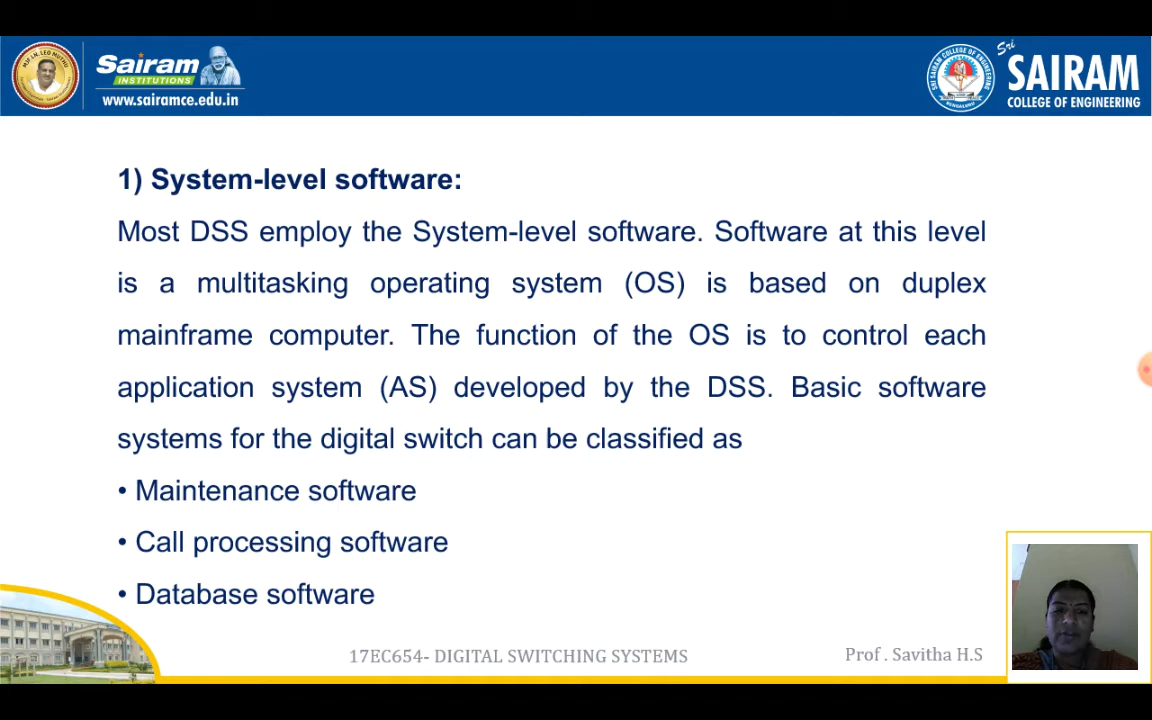 Sairam
INSTITUTIONS
www.sairamce.edu.in
Sri
SAIRAM
COLLEGE OF ENGINEERING
1) System-level software:
Most DSS employ the System-level software. Software at this level
is a multitasking operating system (OS) is based on duplex
mainframe computer. The function of the OS is to control each
application system (AS) developed by the DSS. Basic software
systems for the digital switch can be classified as
• Maintenance software
• Call processing software
• Database software
17EC654- DIGITAL SWITCHING SYSTEMS
Prof . Savitha H.S